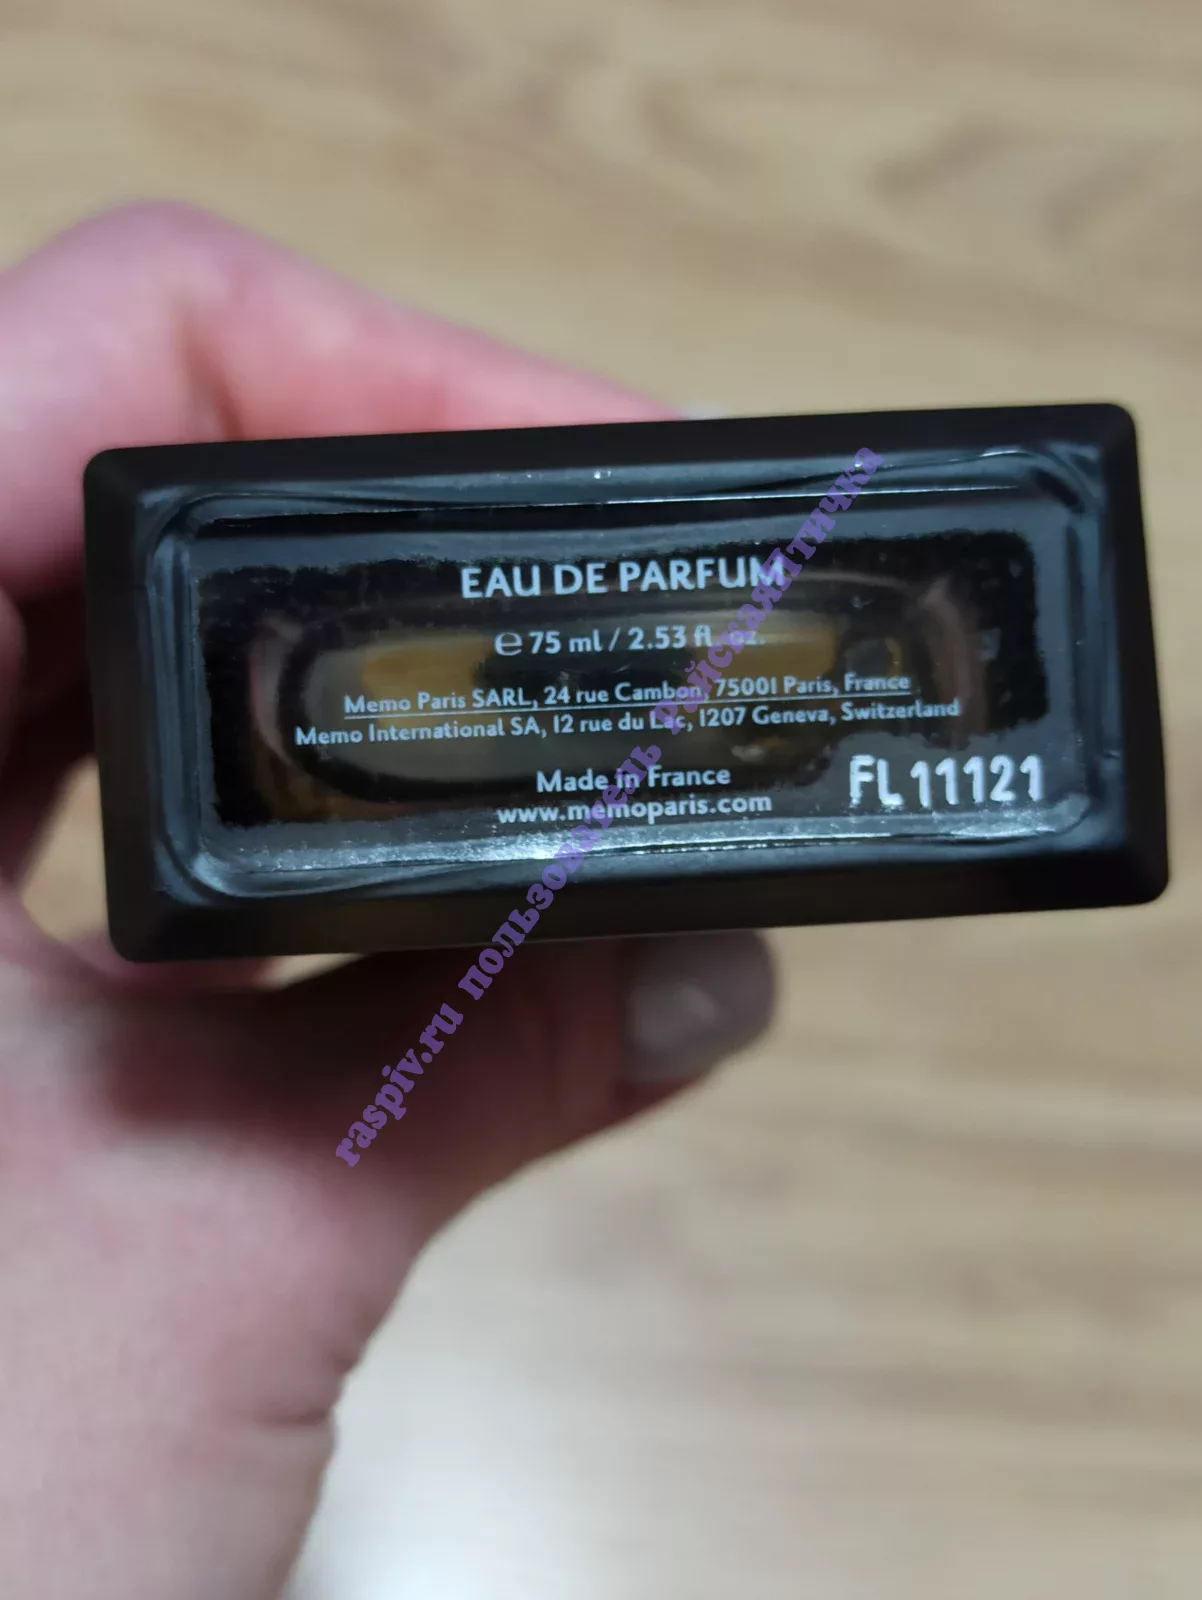 EAU DE PARFUM
℮ 75 ml / 2.53 fl. oz.
Memo Paris SARL, 24 rue Cambon, 75001 Paris, France
Memo International SA, 12 rue du Lac, 1207 Geneva, Switzerland
Made in France
www.memoparis.com
FL 11121
raspiv.ru пользователь РайскаяПтичка